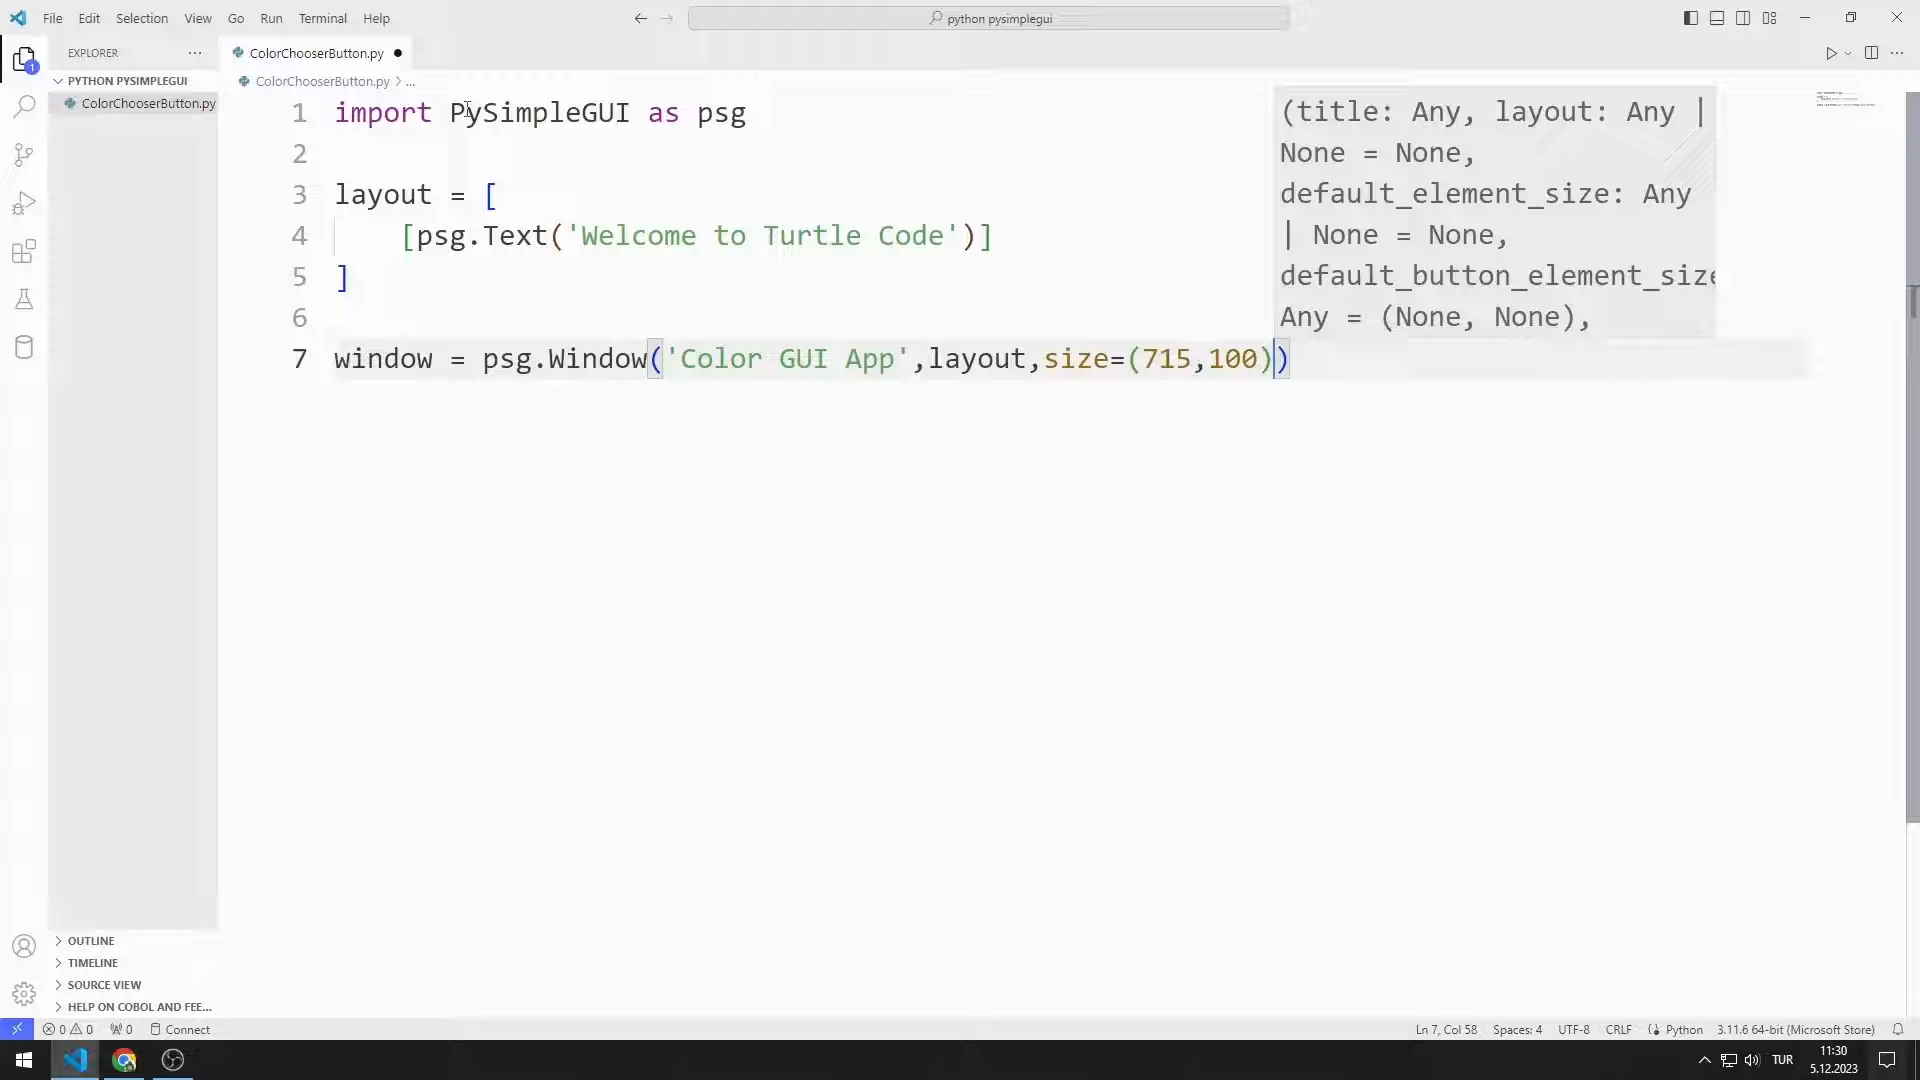 File Edit Selection View Go Run Terminal Help
python pysimplegui
EXPLORER
PYTHON PYSIMPLEGUI
ColorChooserButton.py
OUTLINE
TIMELINE
SOURCE VIEW
HELP ON COBOL AND FEE...
ColorChooserButton.py
ColorChooserButton.py > ...
1 import PySimpleGUI as psg
2
3 layout = [
4 [psg.Text('Welcome to Turtle Code')]
5 ]
6
7 window = psg.Window('Color GUI App',layout,size=(715,100))
(title: Any, layout: Any |
None = None,
default_element_size: Any
| None = None,
default_button_element_size
Any = (None, None),
0 0 0 Connect
Ln 7, Col 58 Spaces: 4 UTF-8 CRLF Python 3.11.6 64-bit (Microsoft Store)
TUR
11:30
5.12.2023
1